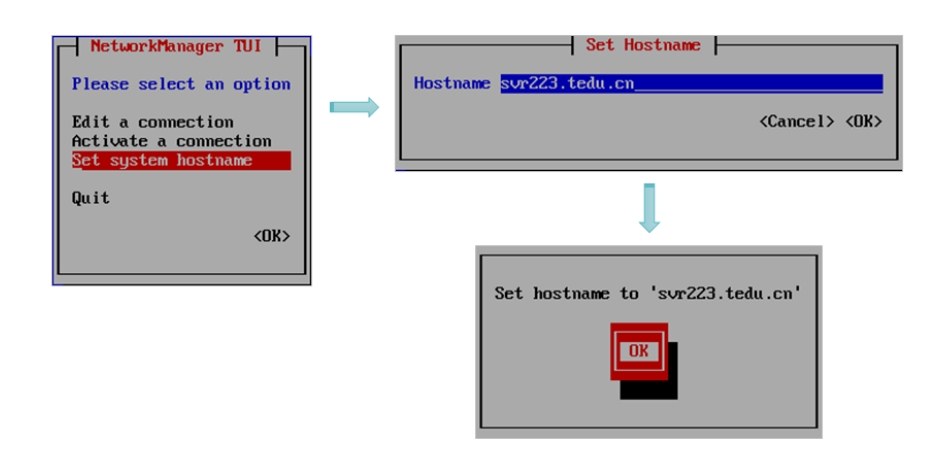 NetworkManager TUI
Please select an option
Edit a connection
Activate a connection
Set system hostname
Quit
<OK>
Set Hostname
Hostname svr223.tedu.cn
<Cancel> <OK>
Set hostname to 'svr223.tedu.cn'
OK